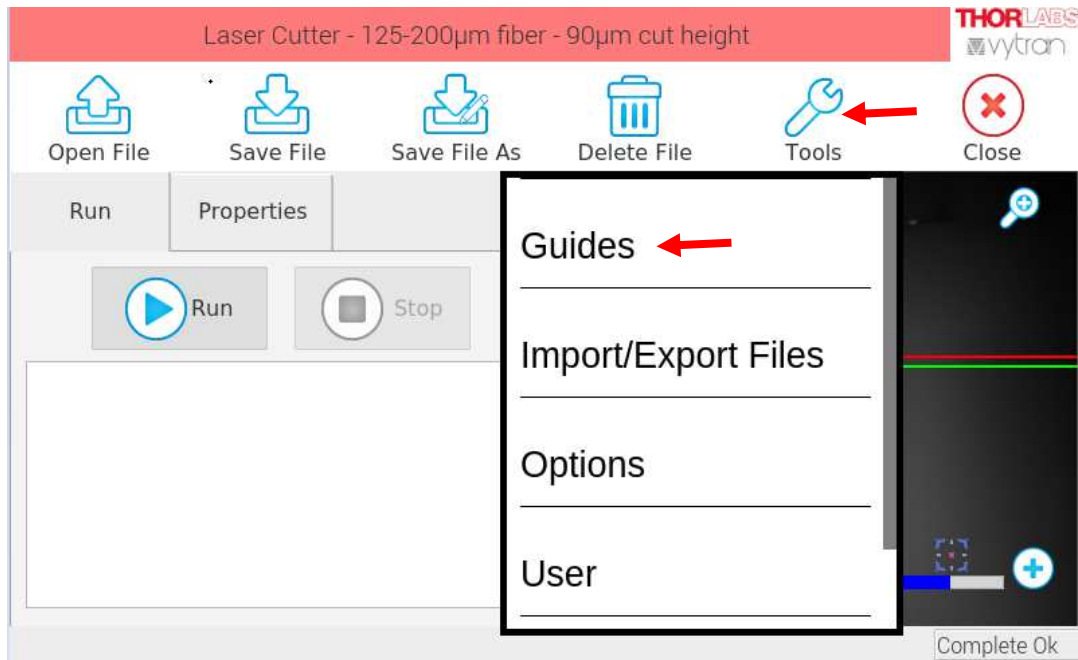 Laser Cutter - 125-200µm fiber - 90µm cut height
THORLABS
vytran
Open File
Save File
Save File As
Delete File
Tools
Close
Run
Properties
Run
Stop
Guides
Import/Export Files
Options
User
Complete Ok